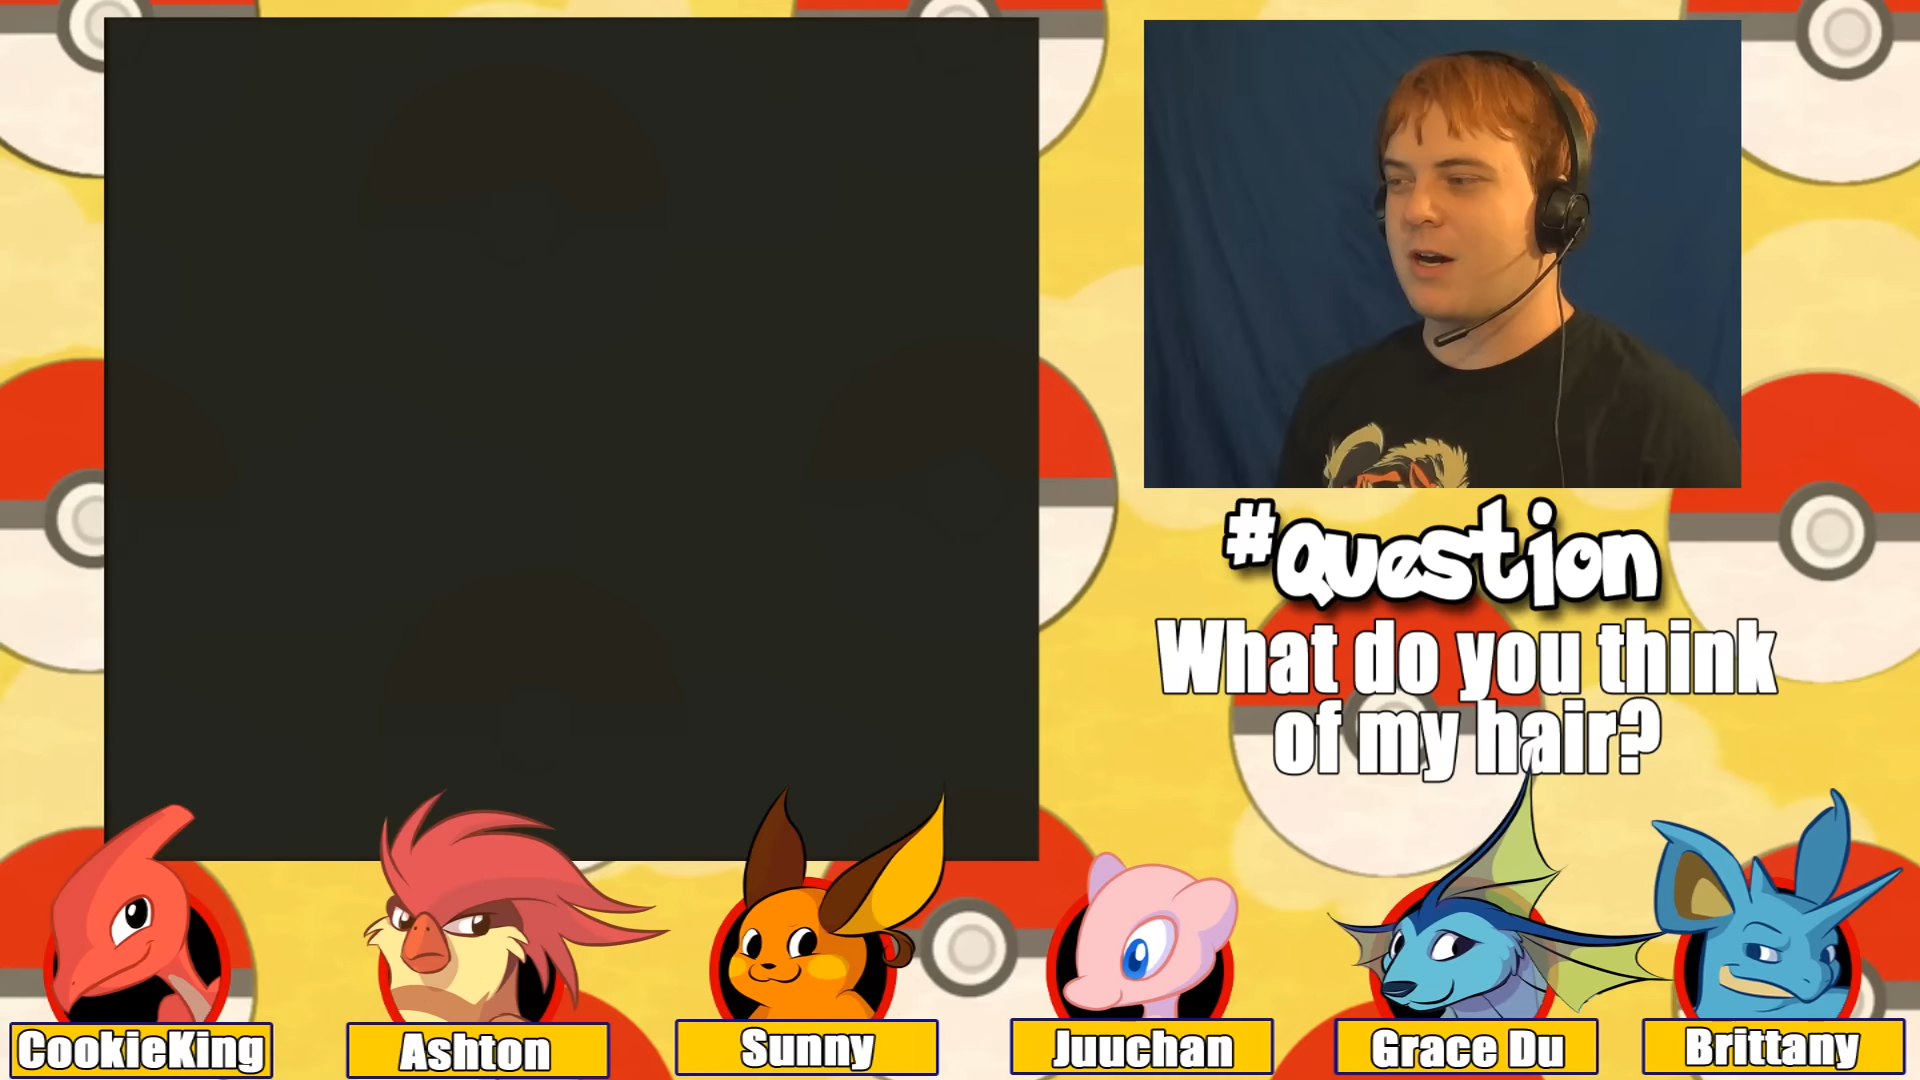 #Question
What do you think
of my hair?
CookieKing
Ashton
Sunny
Juuchan
Grace Du
Brittany